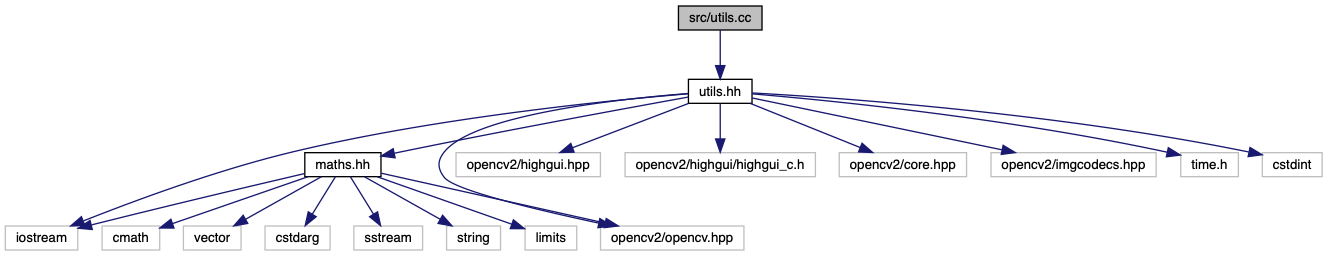 src/utils.cc
utils.hh
maths.hh
opencv2/highgui.hpp
opencv2/highgui/highgui_c.h
opencv2/core.hpp
opencv2/imgcodecs.hpp
time.h
cstdint
iostream
cmath
vector
cstdarg
sstream
string
limits
opencv2/opencv.hpp